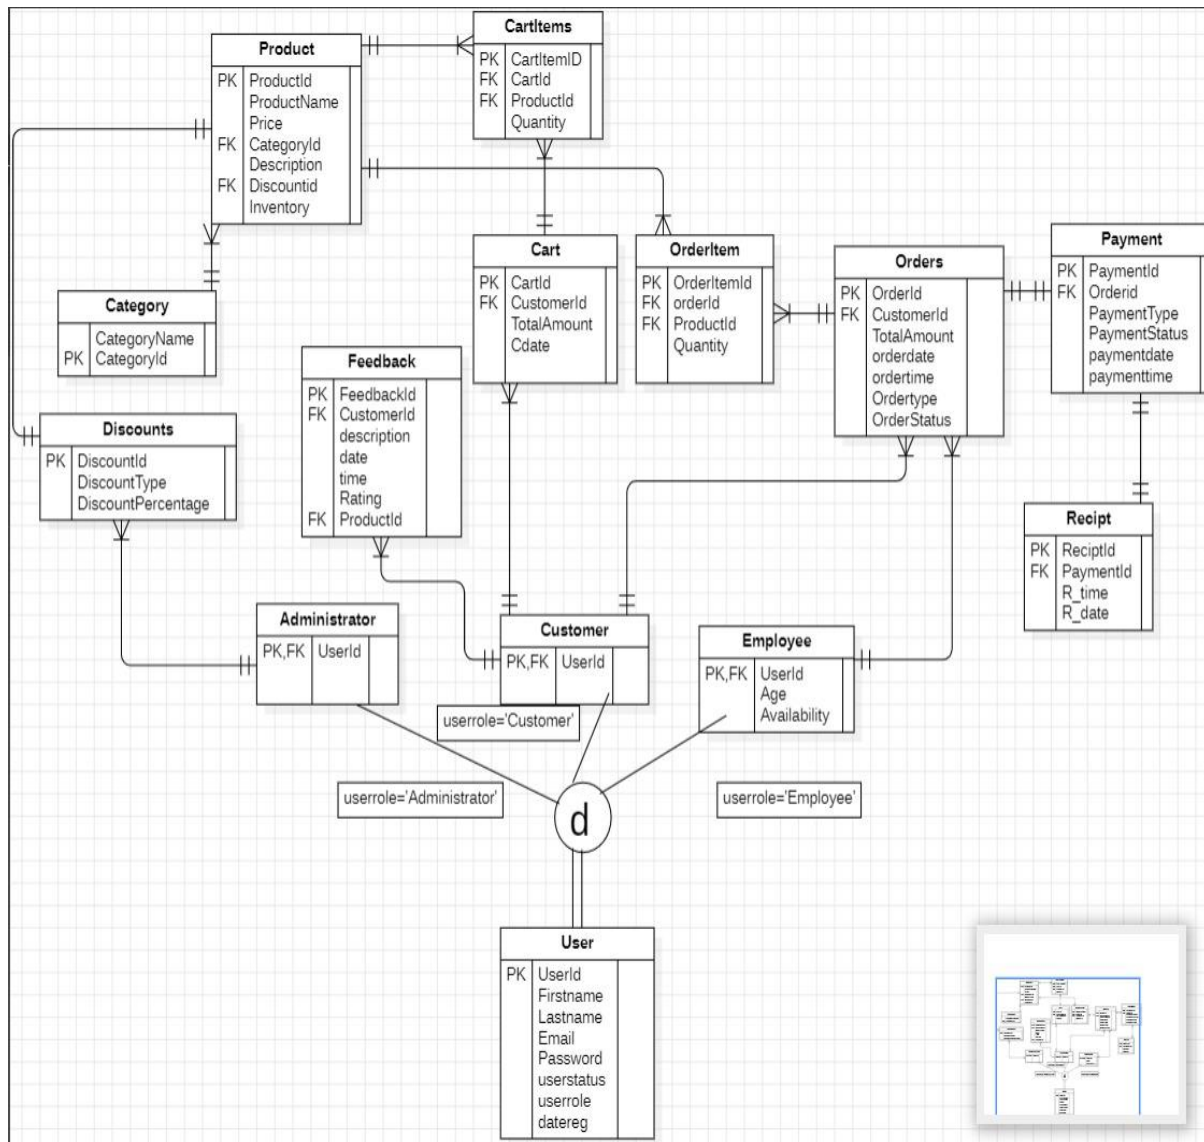 CartItems
PK CartItemID
FK CartId
FK ProductId
Quantity
Product
PK ProductId
ProductName
Price
FK CategoryId
Description
FK Discountid
Inventory
Cart
PK CartId
FK CustomerId
TotalAmount
Cdate
OrderItem
PK OrderItemId
FK orderId
FK ProductId
Quantity
Orders
PK OrderId
FK CustomerId
TotalAmount
orderdate
ordertime
Ordertype
OrderStatus
Payment
PK PaymentId
FK Orderid
PaymentType
PaymentStatus
paymentdate
paymenttime
Category
CategoryName
PK CategoryId
Feedback
PK FeedbackId
FK CustomerId
description
date
time
Rating
FK ProductId
Discounts
PK DiscountId
DiscountType
DiscountPercentage
Recipt
PK ReciptId
FK PaymentId
R_time
R_date
Administrator
PK,FK UserId
Customer
PK,FK UserId
Employee
PK,FK UserId
Age
Availability
userrole='Customer'
userrole='Administrator'
userrole='Employee'
d
User
PK UserId
Firstname
Lastname
Email
Password
userstatus
userrole
datereg